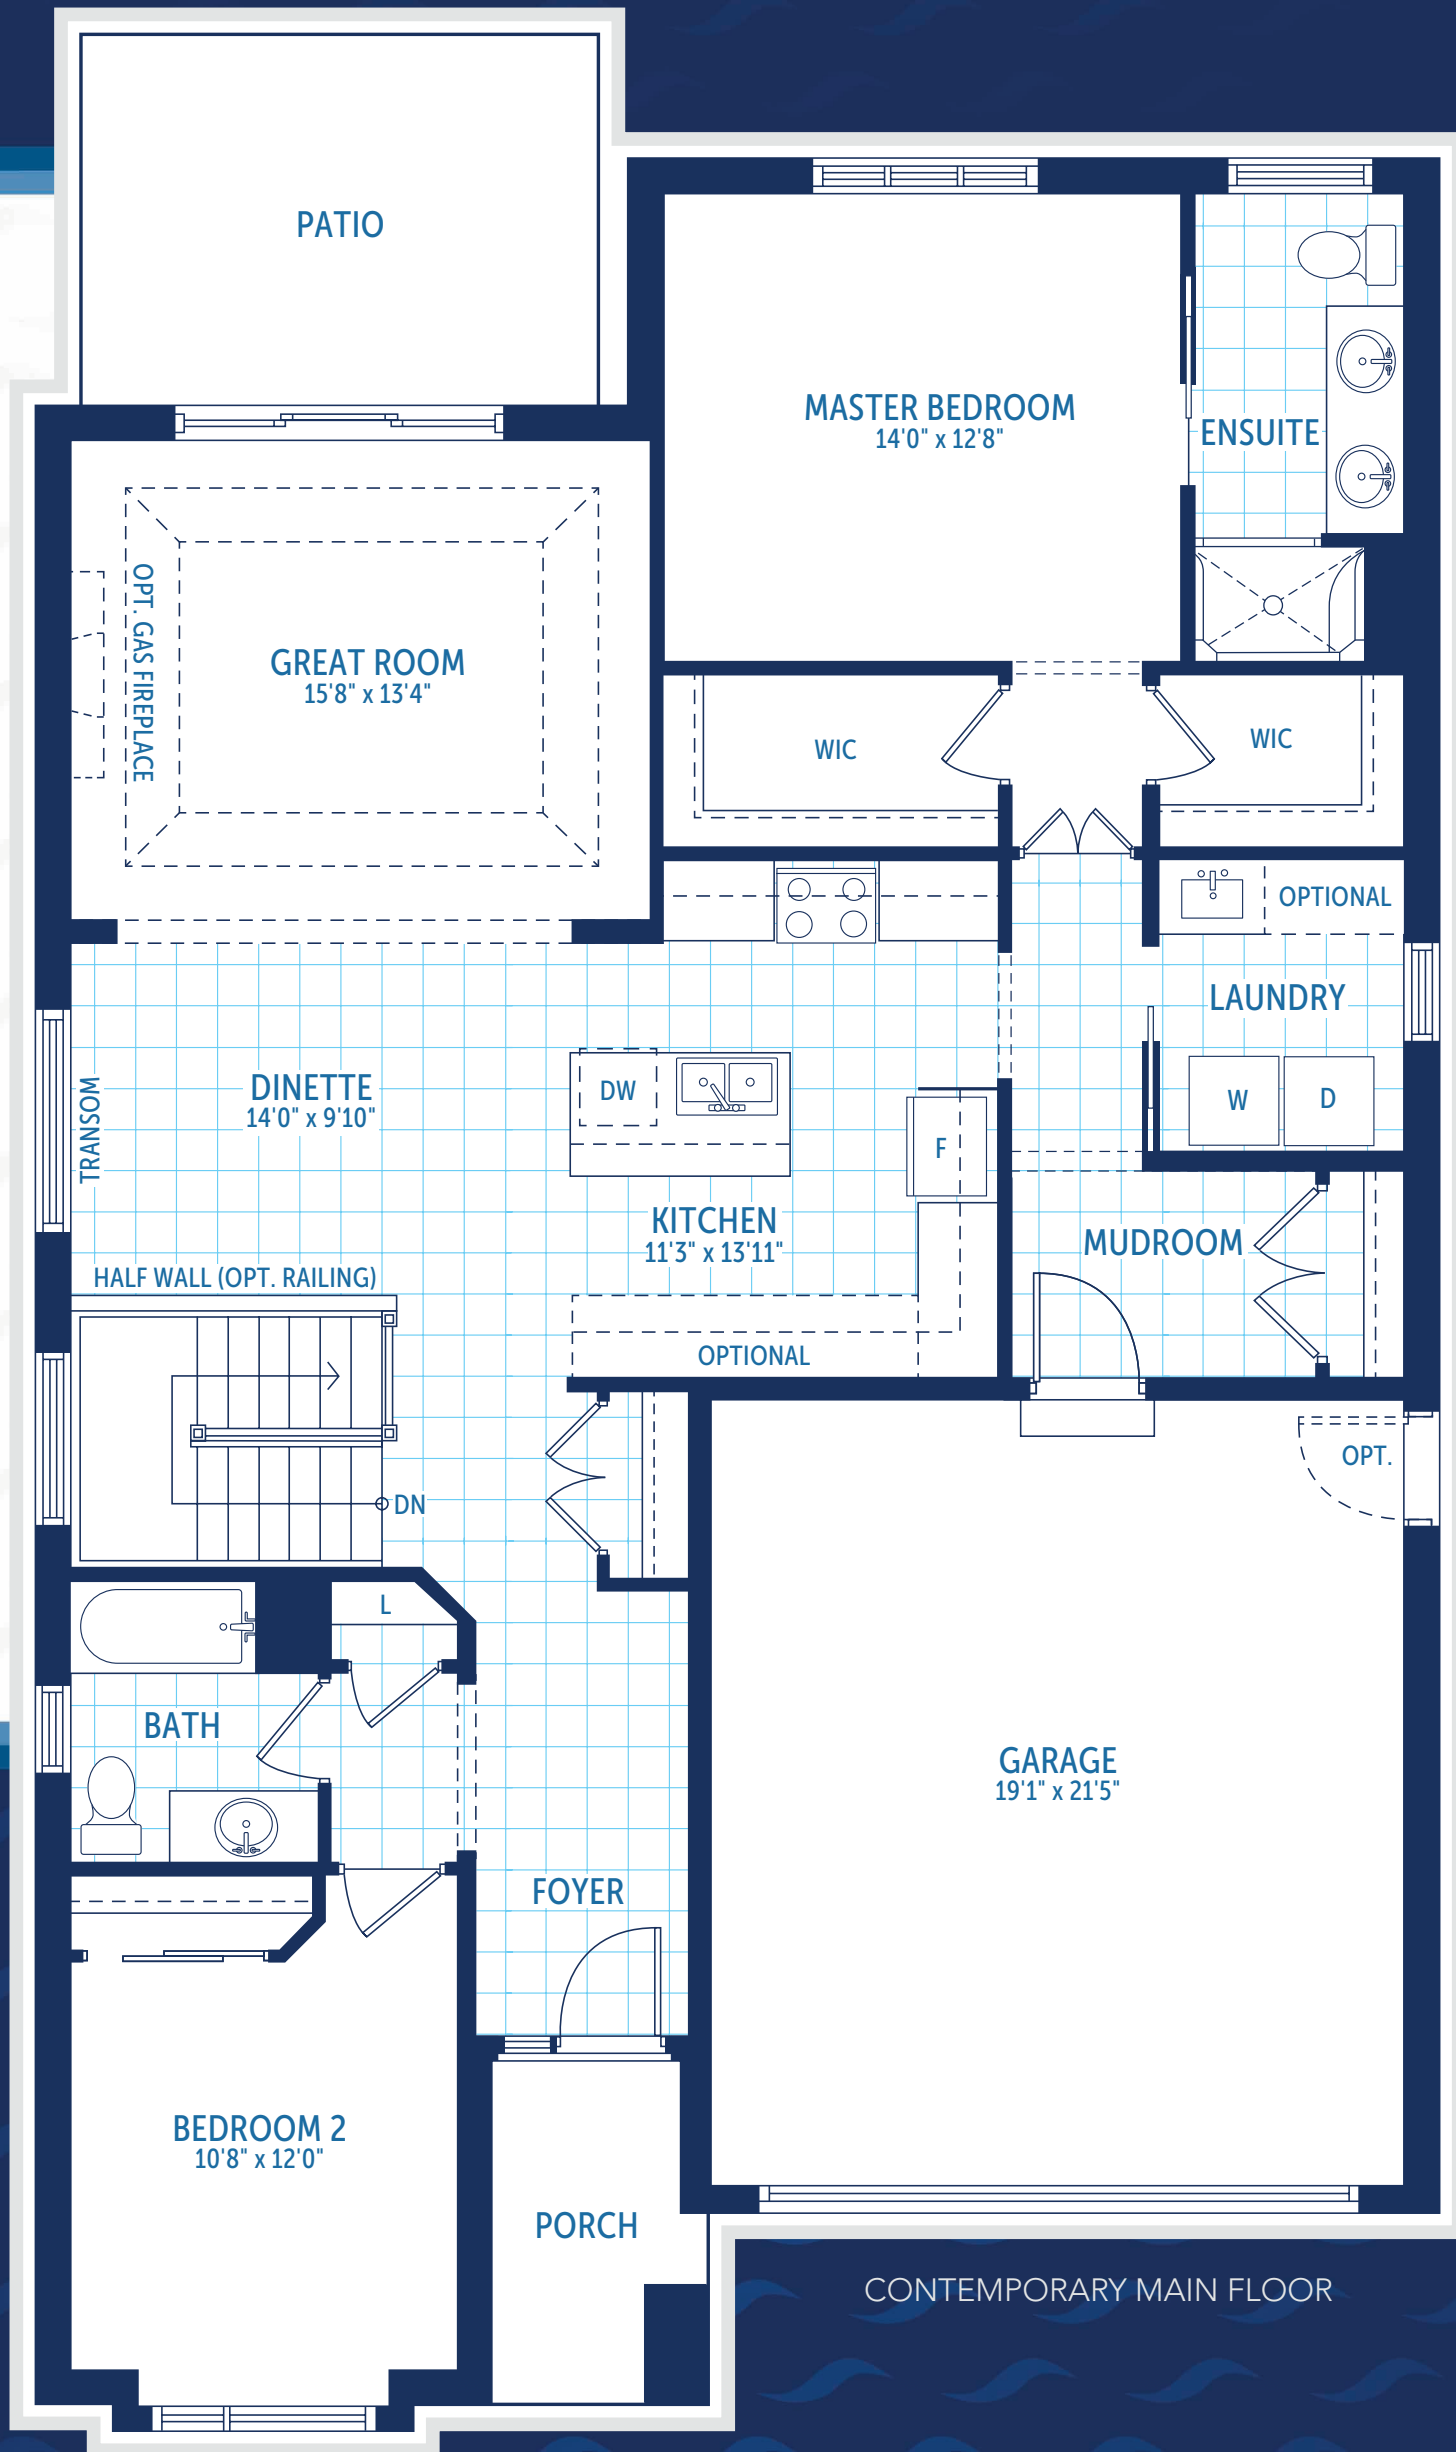 PATIO
MASTER BEDROOM
14'0" x 12'8"
ENSUITE
OPT. GAS FIREPLACE
GREAT ROOM
15'8" x 13'4"
WIC
WIC
OPTIONAL
LAUNDRY
W
D
TRANSOM
DINETTE
14'0" x 9'10"
DW
F
KITCHEN
11'3" x 13'11"
MUDROOM
HALF WALL (OPT. RAILING)
OPTIONAL
OPT.
DN
L
BATH
GARAGE
19'1" x 21'5"
FOYER
BEDROOM 2
10'8" x 12'0"
PORCH
CONTEMPORARY MAIN FLOOR